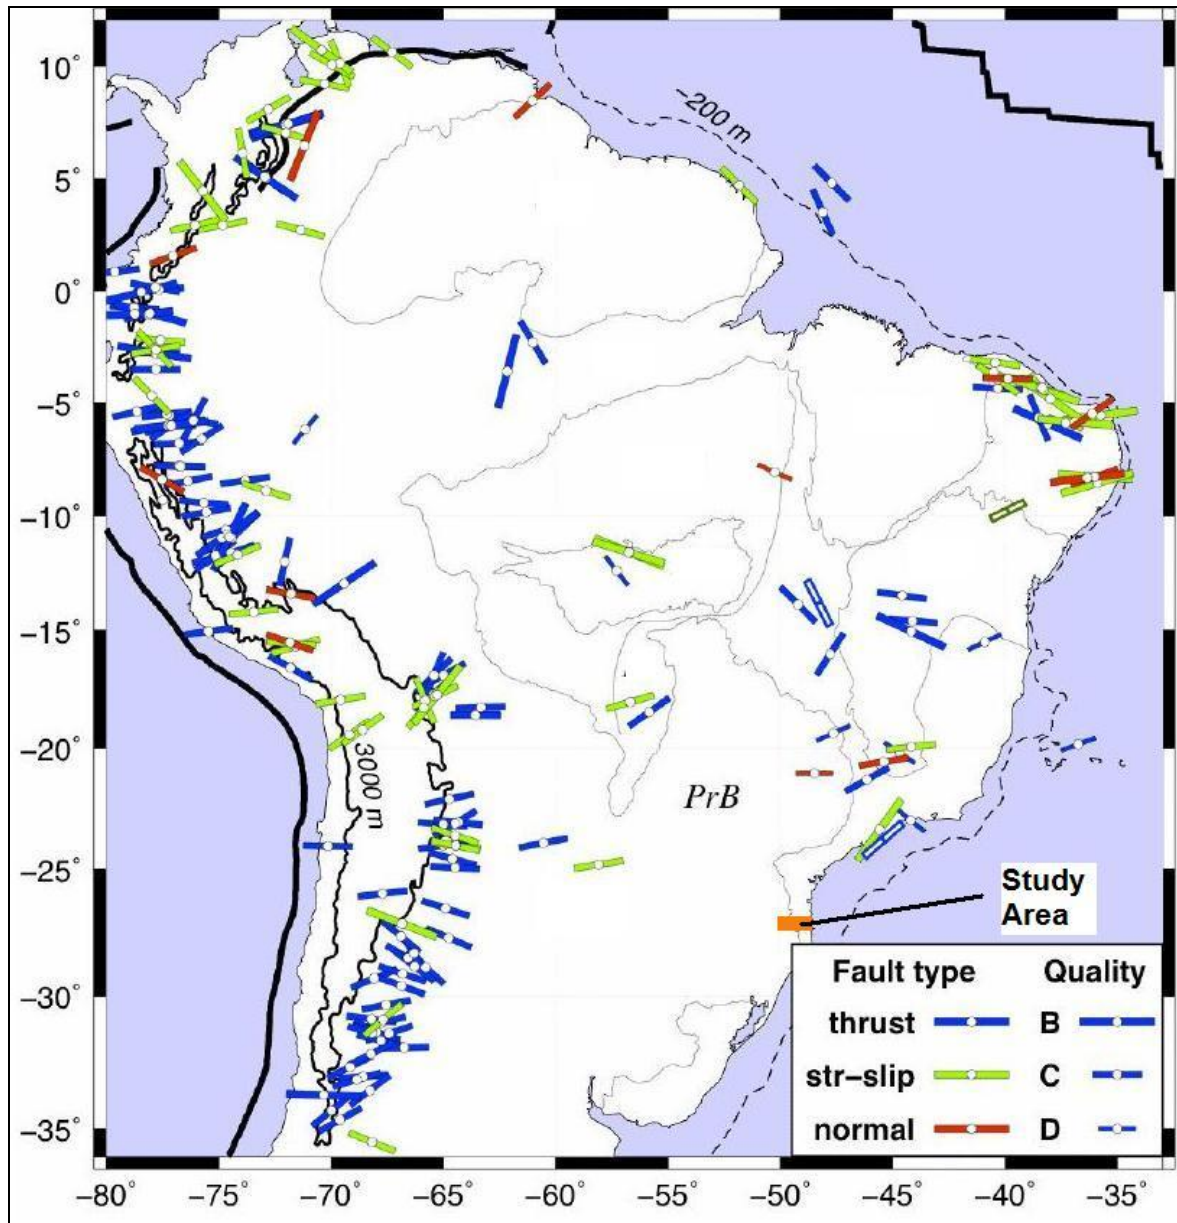 10°
5°
0°
−5°
−10°
−15°
−20°
−25°
−30°
−35°
−200 m
3000 m
PrB
Study
Area
Fault type Quality
thrust B
str−slip C
normal D
−80° −75° −70° −65° −60° −55° −50° −45° −40° −35°